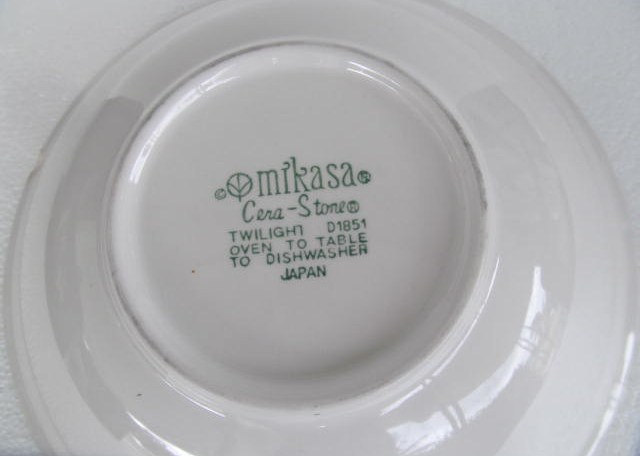 © mikasa®
Cera-Stone®
TWILIGHT D1851
OVEN TO TABLE
TO DISHWASHER
JAPAN